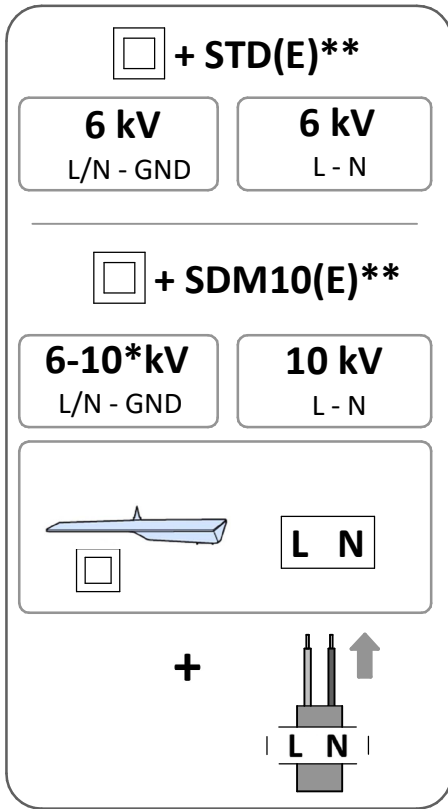 + STD(E)**
6 kV
L/N - GND
6 kV
L - N
+ SDM10(E)**
6-10*kV
L/N - GND
10 kV
L - N
L N
+
L N